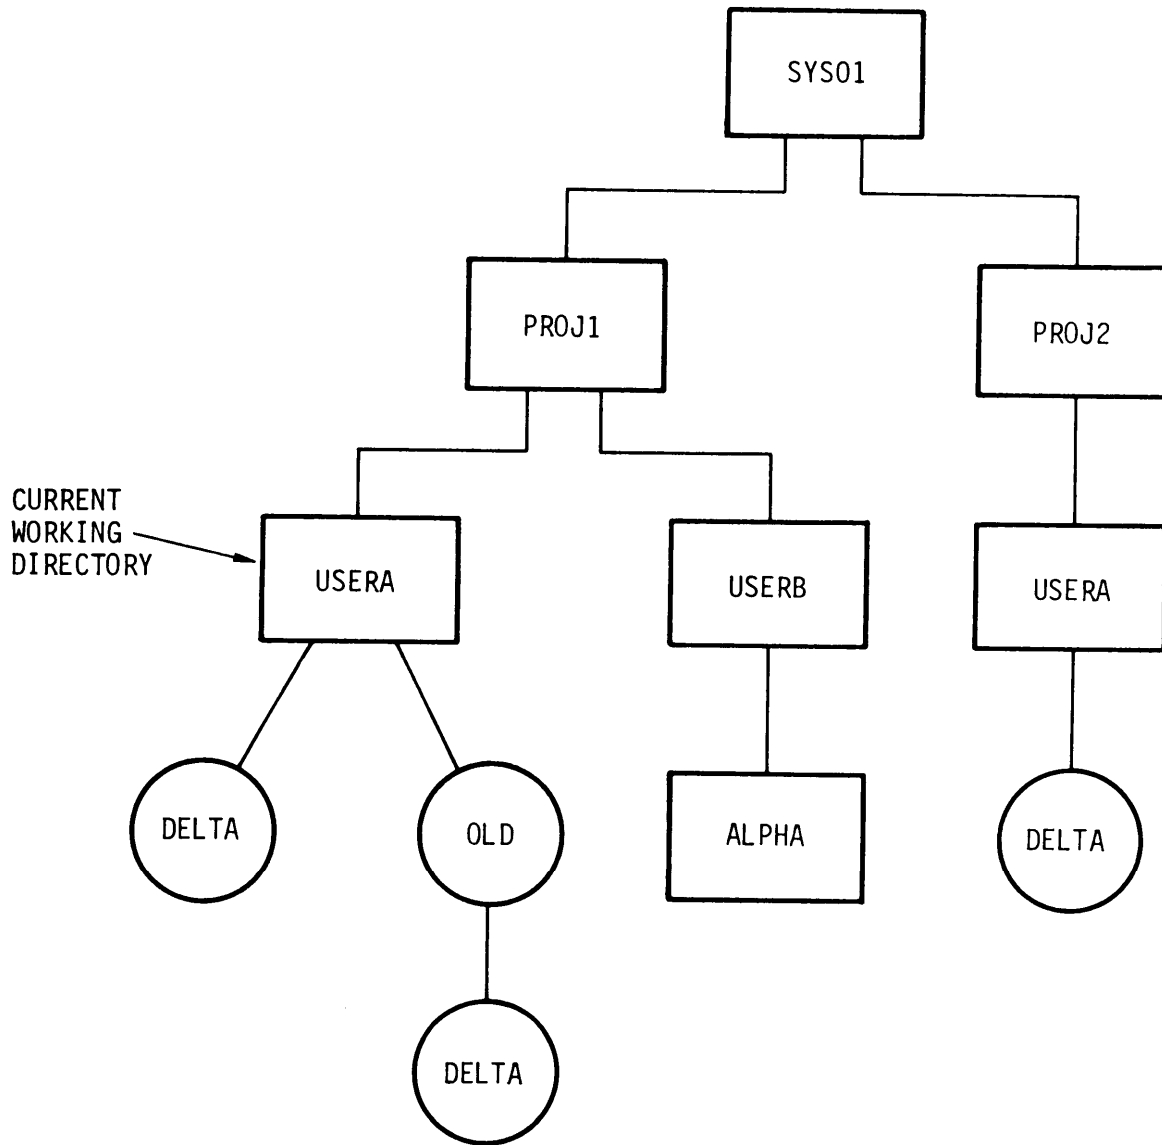 SYS01
PROJ1
PROJ2
CURRENT
WORKING
DIRECTORY
USERA
USERB
USERA
DELTA
OLD
ALPHA
DELTA
DELTA